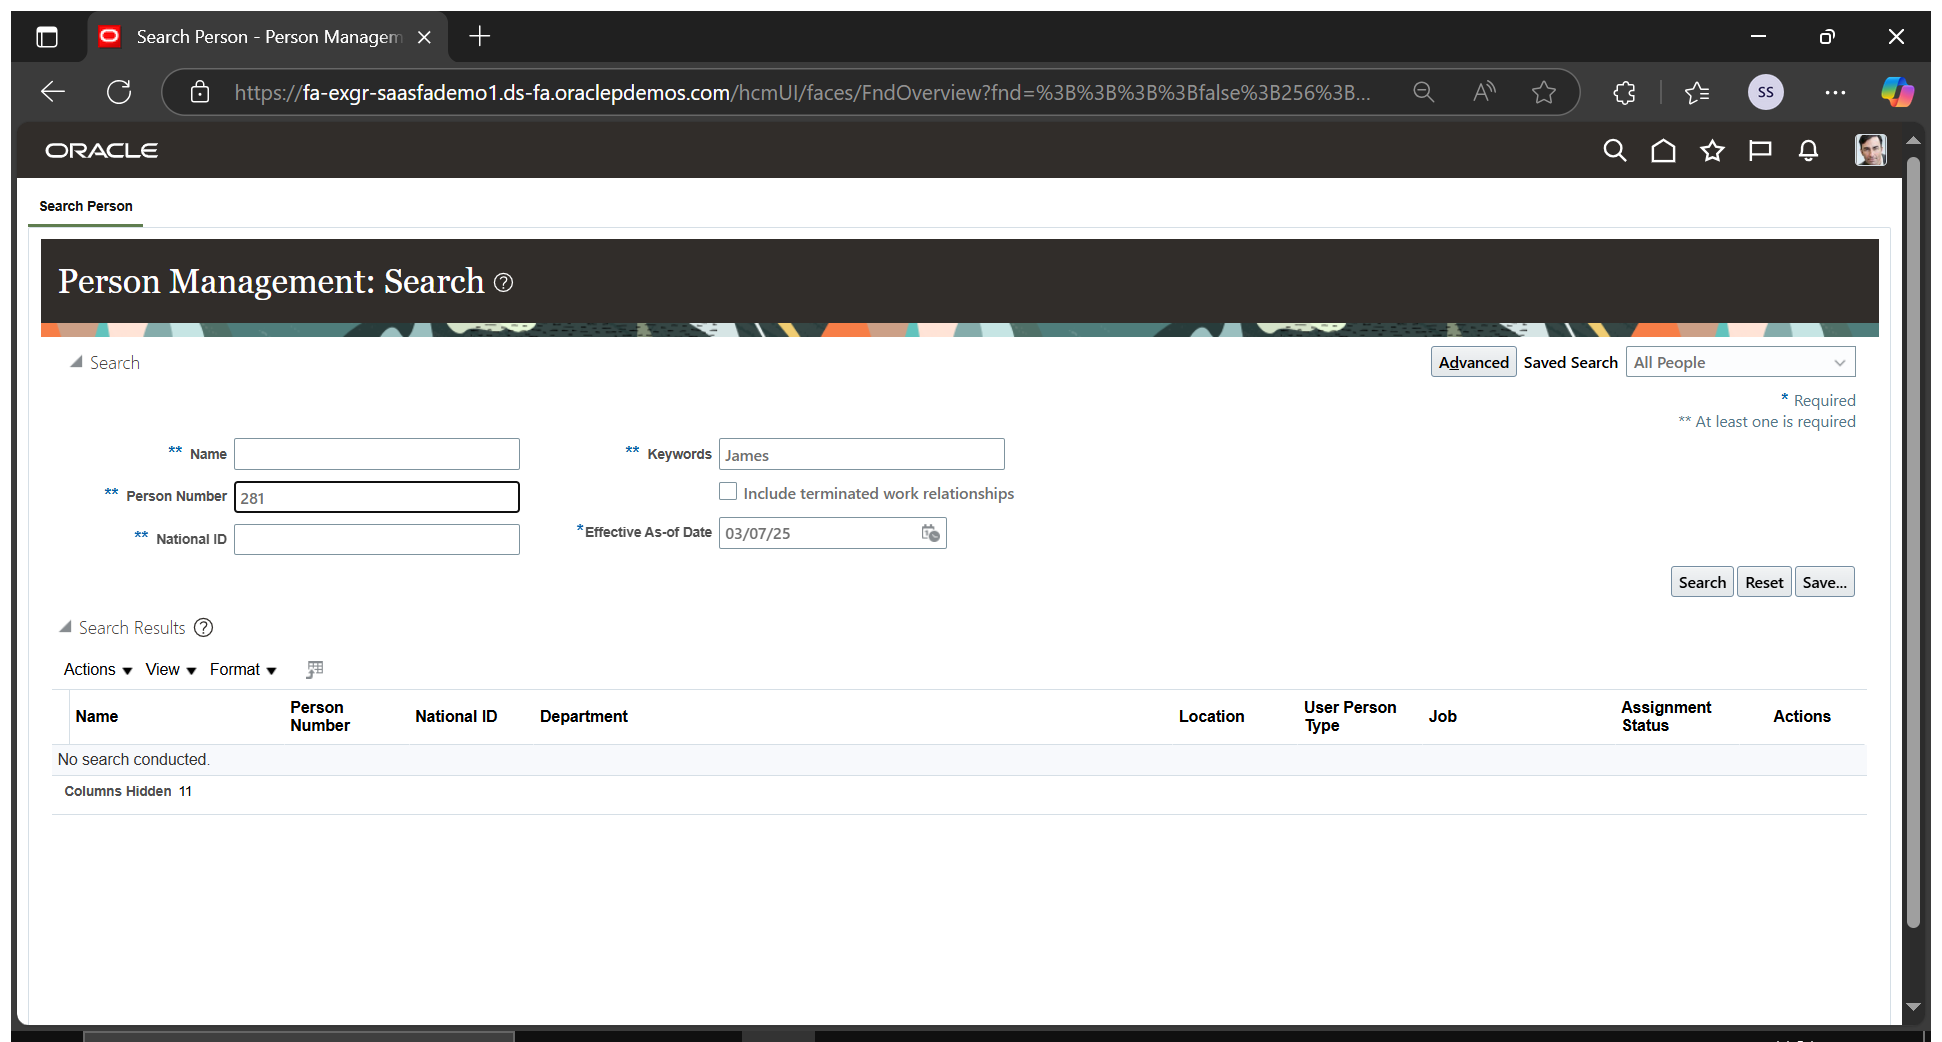 Search Person - Person Managem
https://fa-exgr-saasfademo1.ds-fa.oraclepdemos.com/hcmUI/faces/FndOverview?fnd=%3B%3B%3B%3Bfalse%3B256%3B...
SS
ORACLE
Search Person
Person Management: Search
Search
Advanced Saved Search All People
* Required
** At least one is required
** Name
** Keywords James
** Person Number 281
Include terminated work relationships
** National ID
*Effective As-of Date 03/07/25
Search Reset Save...
Search Results
Actions View Format
Name Person Number National ID Department Location User Person Type Job Assignment Status Actions
No search conducted.
Columns Hidden 11